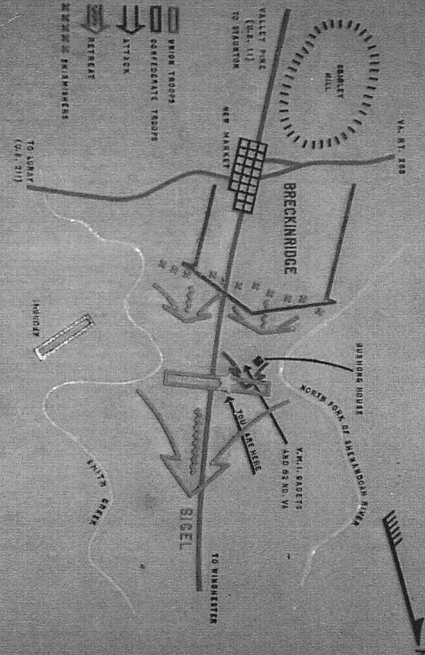 VALLEY PIKE
(U.S. 11)
TO STAUNTON
SHIRLEY
HILL
VA. RT. 260
UNION TROOPS
CONFEDERATE TROOPS
ATTACK
RETREAT
SKIRMISHERS
NEW MARKET
TO LURAY
(U.S. 211)
BRECKINRIDGE
BUSHONG HOUSE
NORTH FORK OF SHENANDOAH RIVER
YOU ARE HERE
V.M.I. CADETS
AND 62 ND. VA
SMITH CREEK
SIGEL
TO WINCHESTER